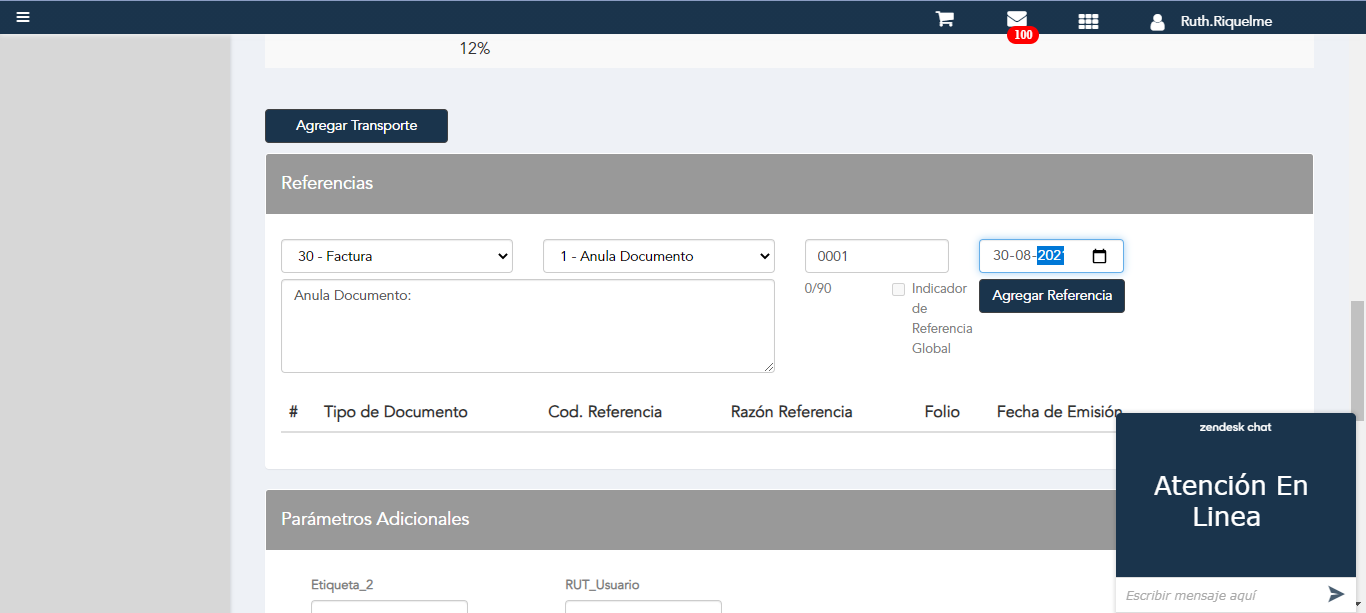 Ruth.Riquelme
100
12%
Agregar Transporte
Referencias
30 - Factura
1 - Anula Documento
0001
30-08-2021
Anula Documento:
0/90
Indicador
de
Referencia
Global
Agregar Referencia
# Tipo de Documento Cod. Referencia Razón Referencia Folio Fecha de Emisión
zendesk chat
Atención En
Linea
Parámetros Adicionales
Etiqueta_2
RUT_Usuario
Escribir mensaje aquí